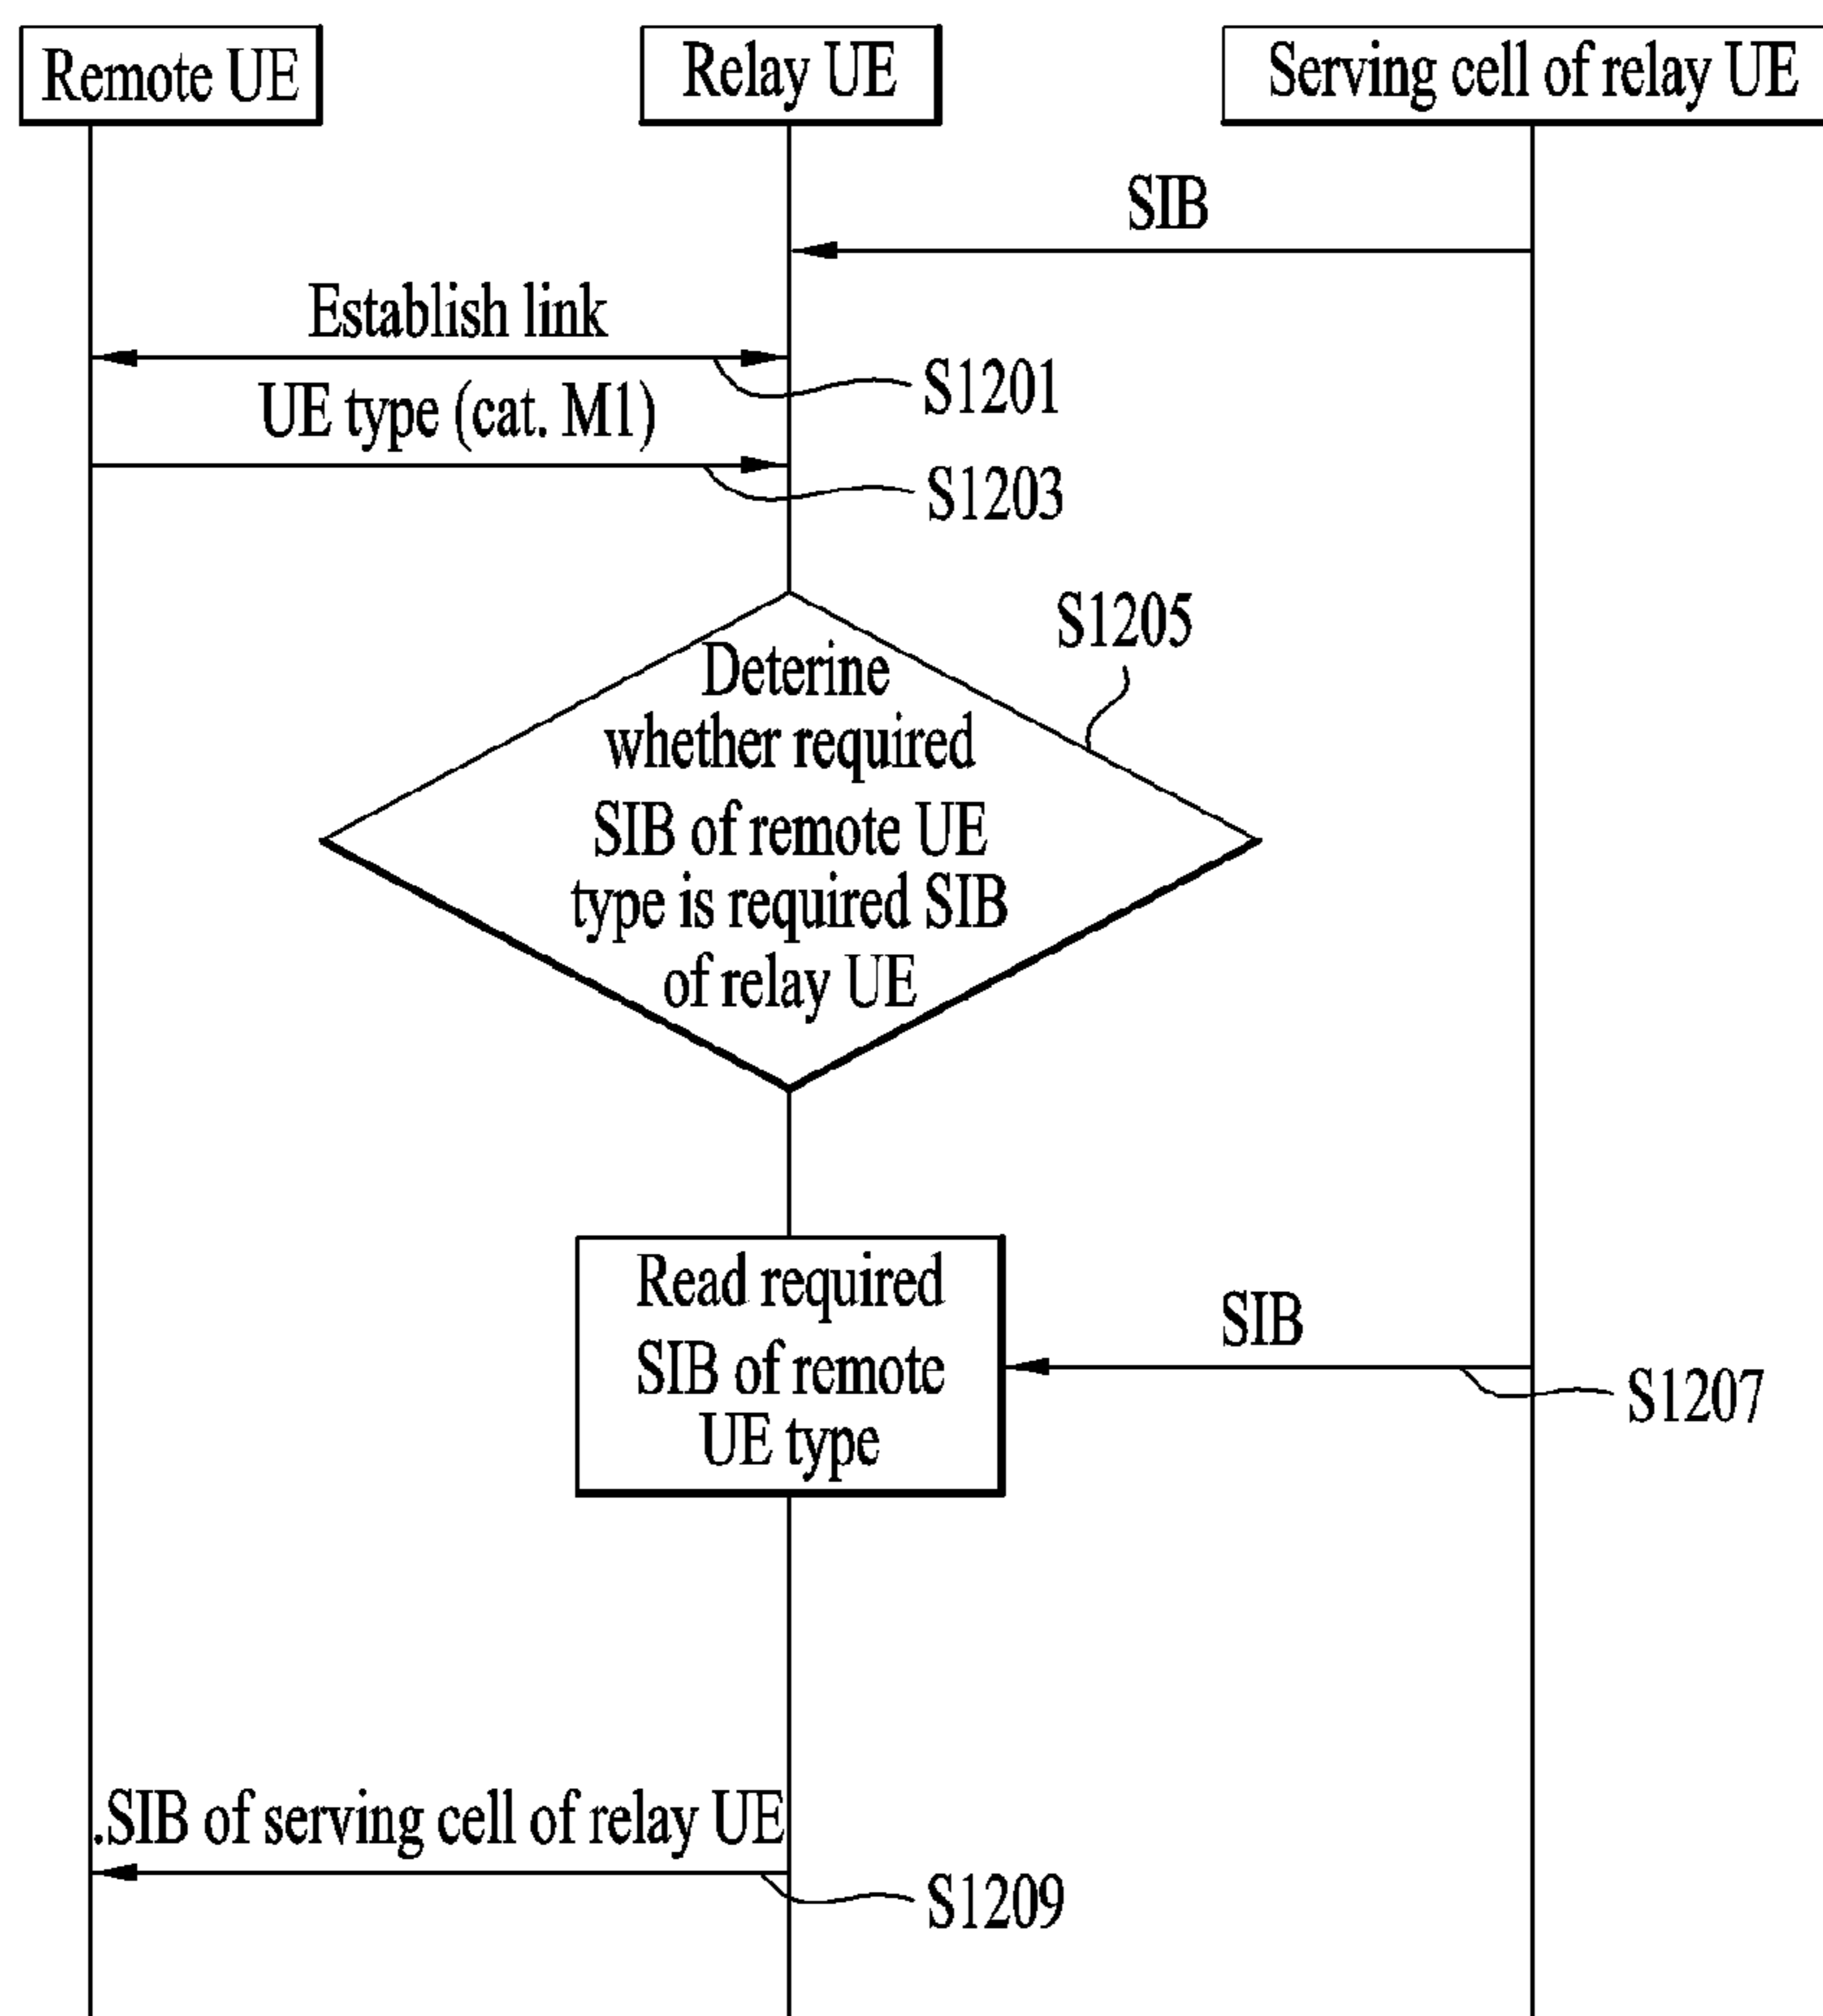 Remote UE
Relay UE
Serving cell of relay UE
SIB
Establish link
S1201
UE type (cat. M1)
S1203
S1205
Deterine
whether required
SIB of remote UE
type is required SIB
of relay UE
Read required
SIB of remote
UE type
SIB
S1207
.SIB of serving cell of relay UE
S1209